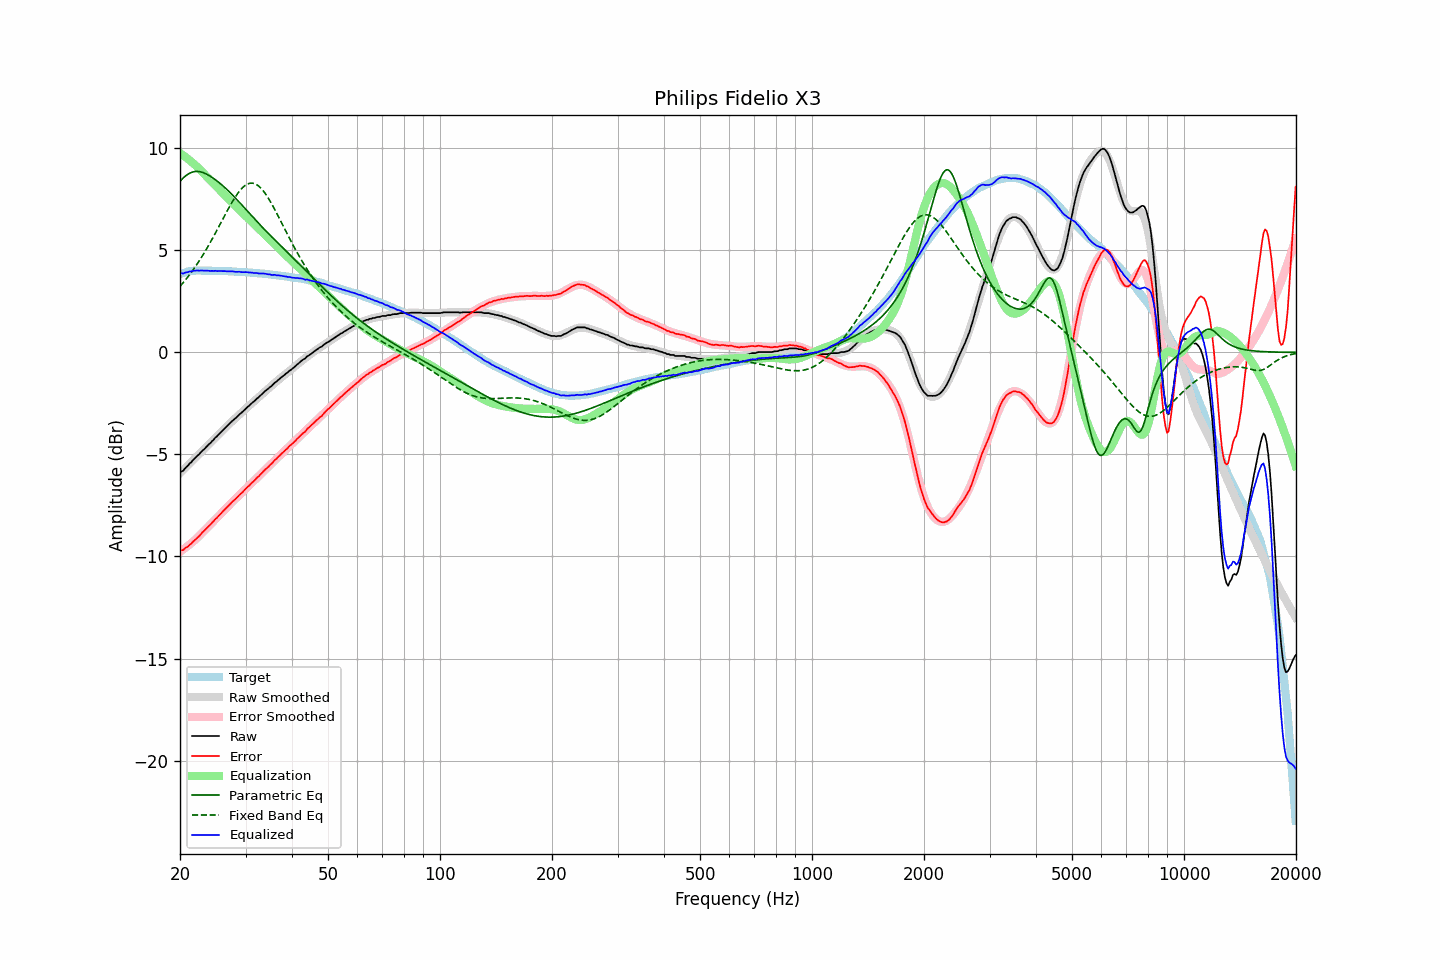 Philips Fidelio X3
Amplitude (dBr)
10
5
0
−5
−10
−15
−20
Target
Raw Smoothed
Error Smoothed
Raw
Error
Equalization
Parametric Eq
Fixed Band Eq
Equalized
20 50 100 200 500 1000 2000 5000 10000 20000
Frequency (Hz)